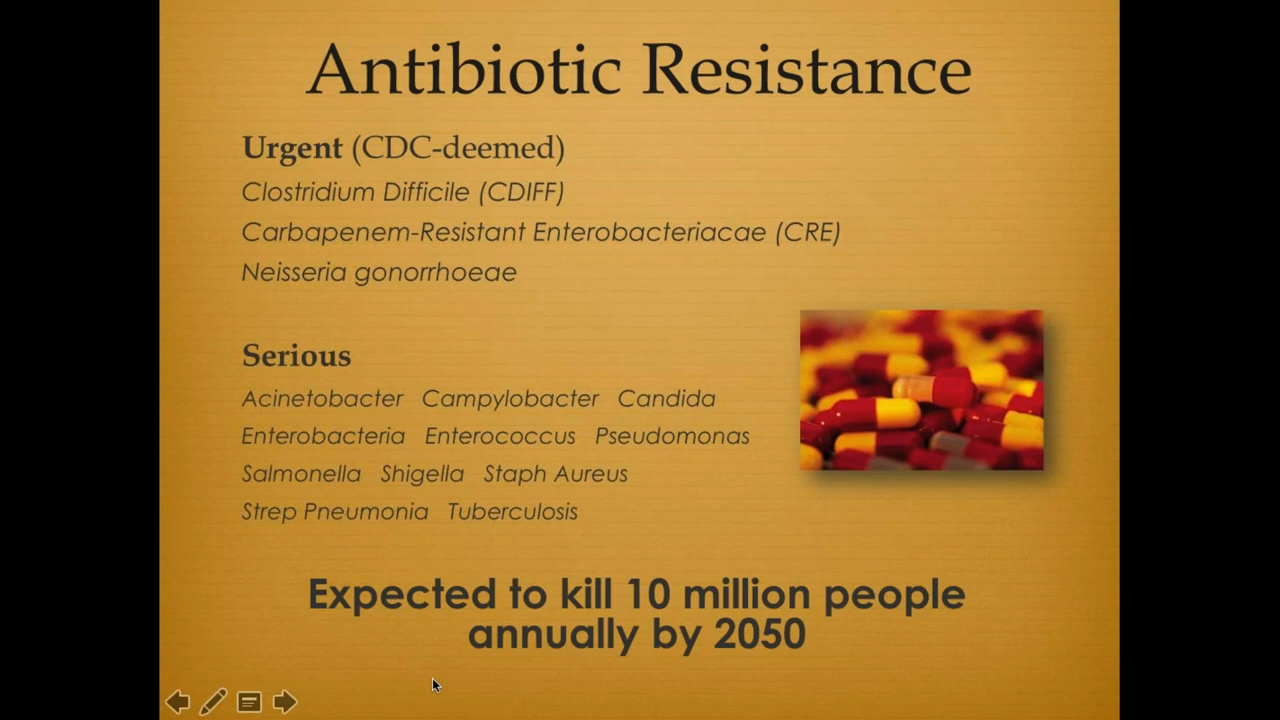 Antibiotic Resistance
Urgent (CDC-deemed)
Clostridium Difficile (CDIFF)
Carbapenem-Resistant Enterobacteriacae (CRE)
Neisseria gonorrhoeae
Serious
Acinetobacter Campylobacter Candida
Enterobacteria Enterococcus Pseudomonas
Salmonella Shigella Staph Aureus
Strep Pneumonia Tuberculosis
Expected to kill 10 million people
annually by 2050